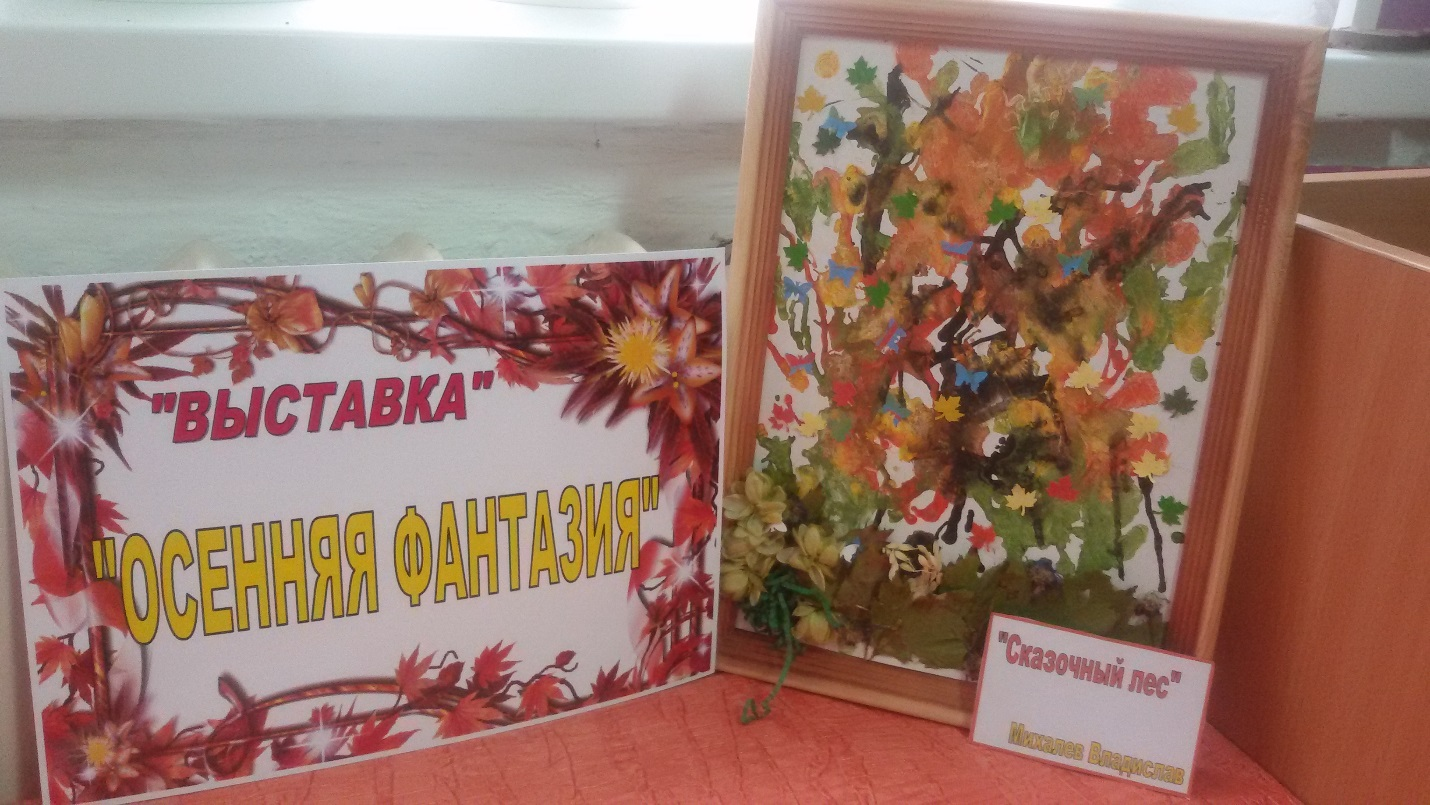 "ВЫСТАВКА"
"ОСЕННЯЯ ФАНТАЗИЯ"
"Сказочный лес"
Михалев Владислав